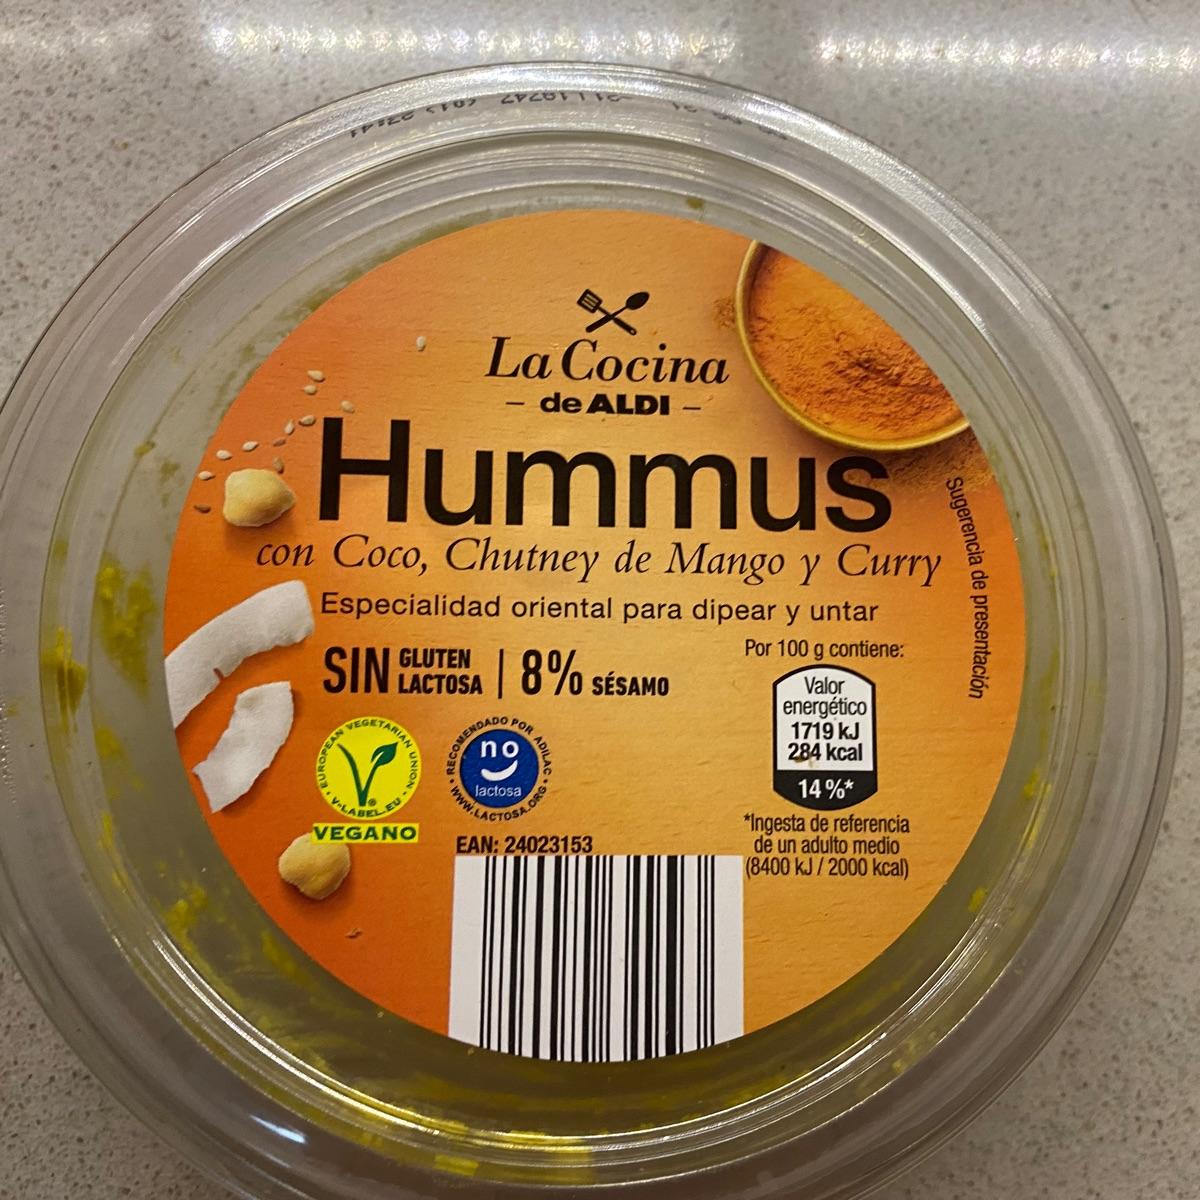 La Cocina
– de ALDI –
Hummus
con Coco, Chutney de Mango y Curry
Especialidad oriental para dipear y untar
SIN GLUTEN
LACTOSA | 8% SÉSAMO
Sugerencia de presentación
Por 100 g contiene:
Valor
energético
1719 kJ
284 kcal
14 %*
*Ingesta de referencia
de un adulto medio
(8400 kJ / 2000 kcal)
• EUROPEAN VEGETARIAN UNION •
V-LABEL.EU
®
VEGANO
RECOMENDADO POR ADILAC
no
lactosa
• WWW.LACTOSA.ORG •
EAN: 24023153